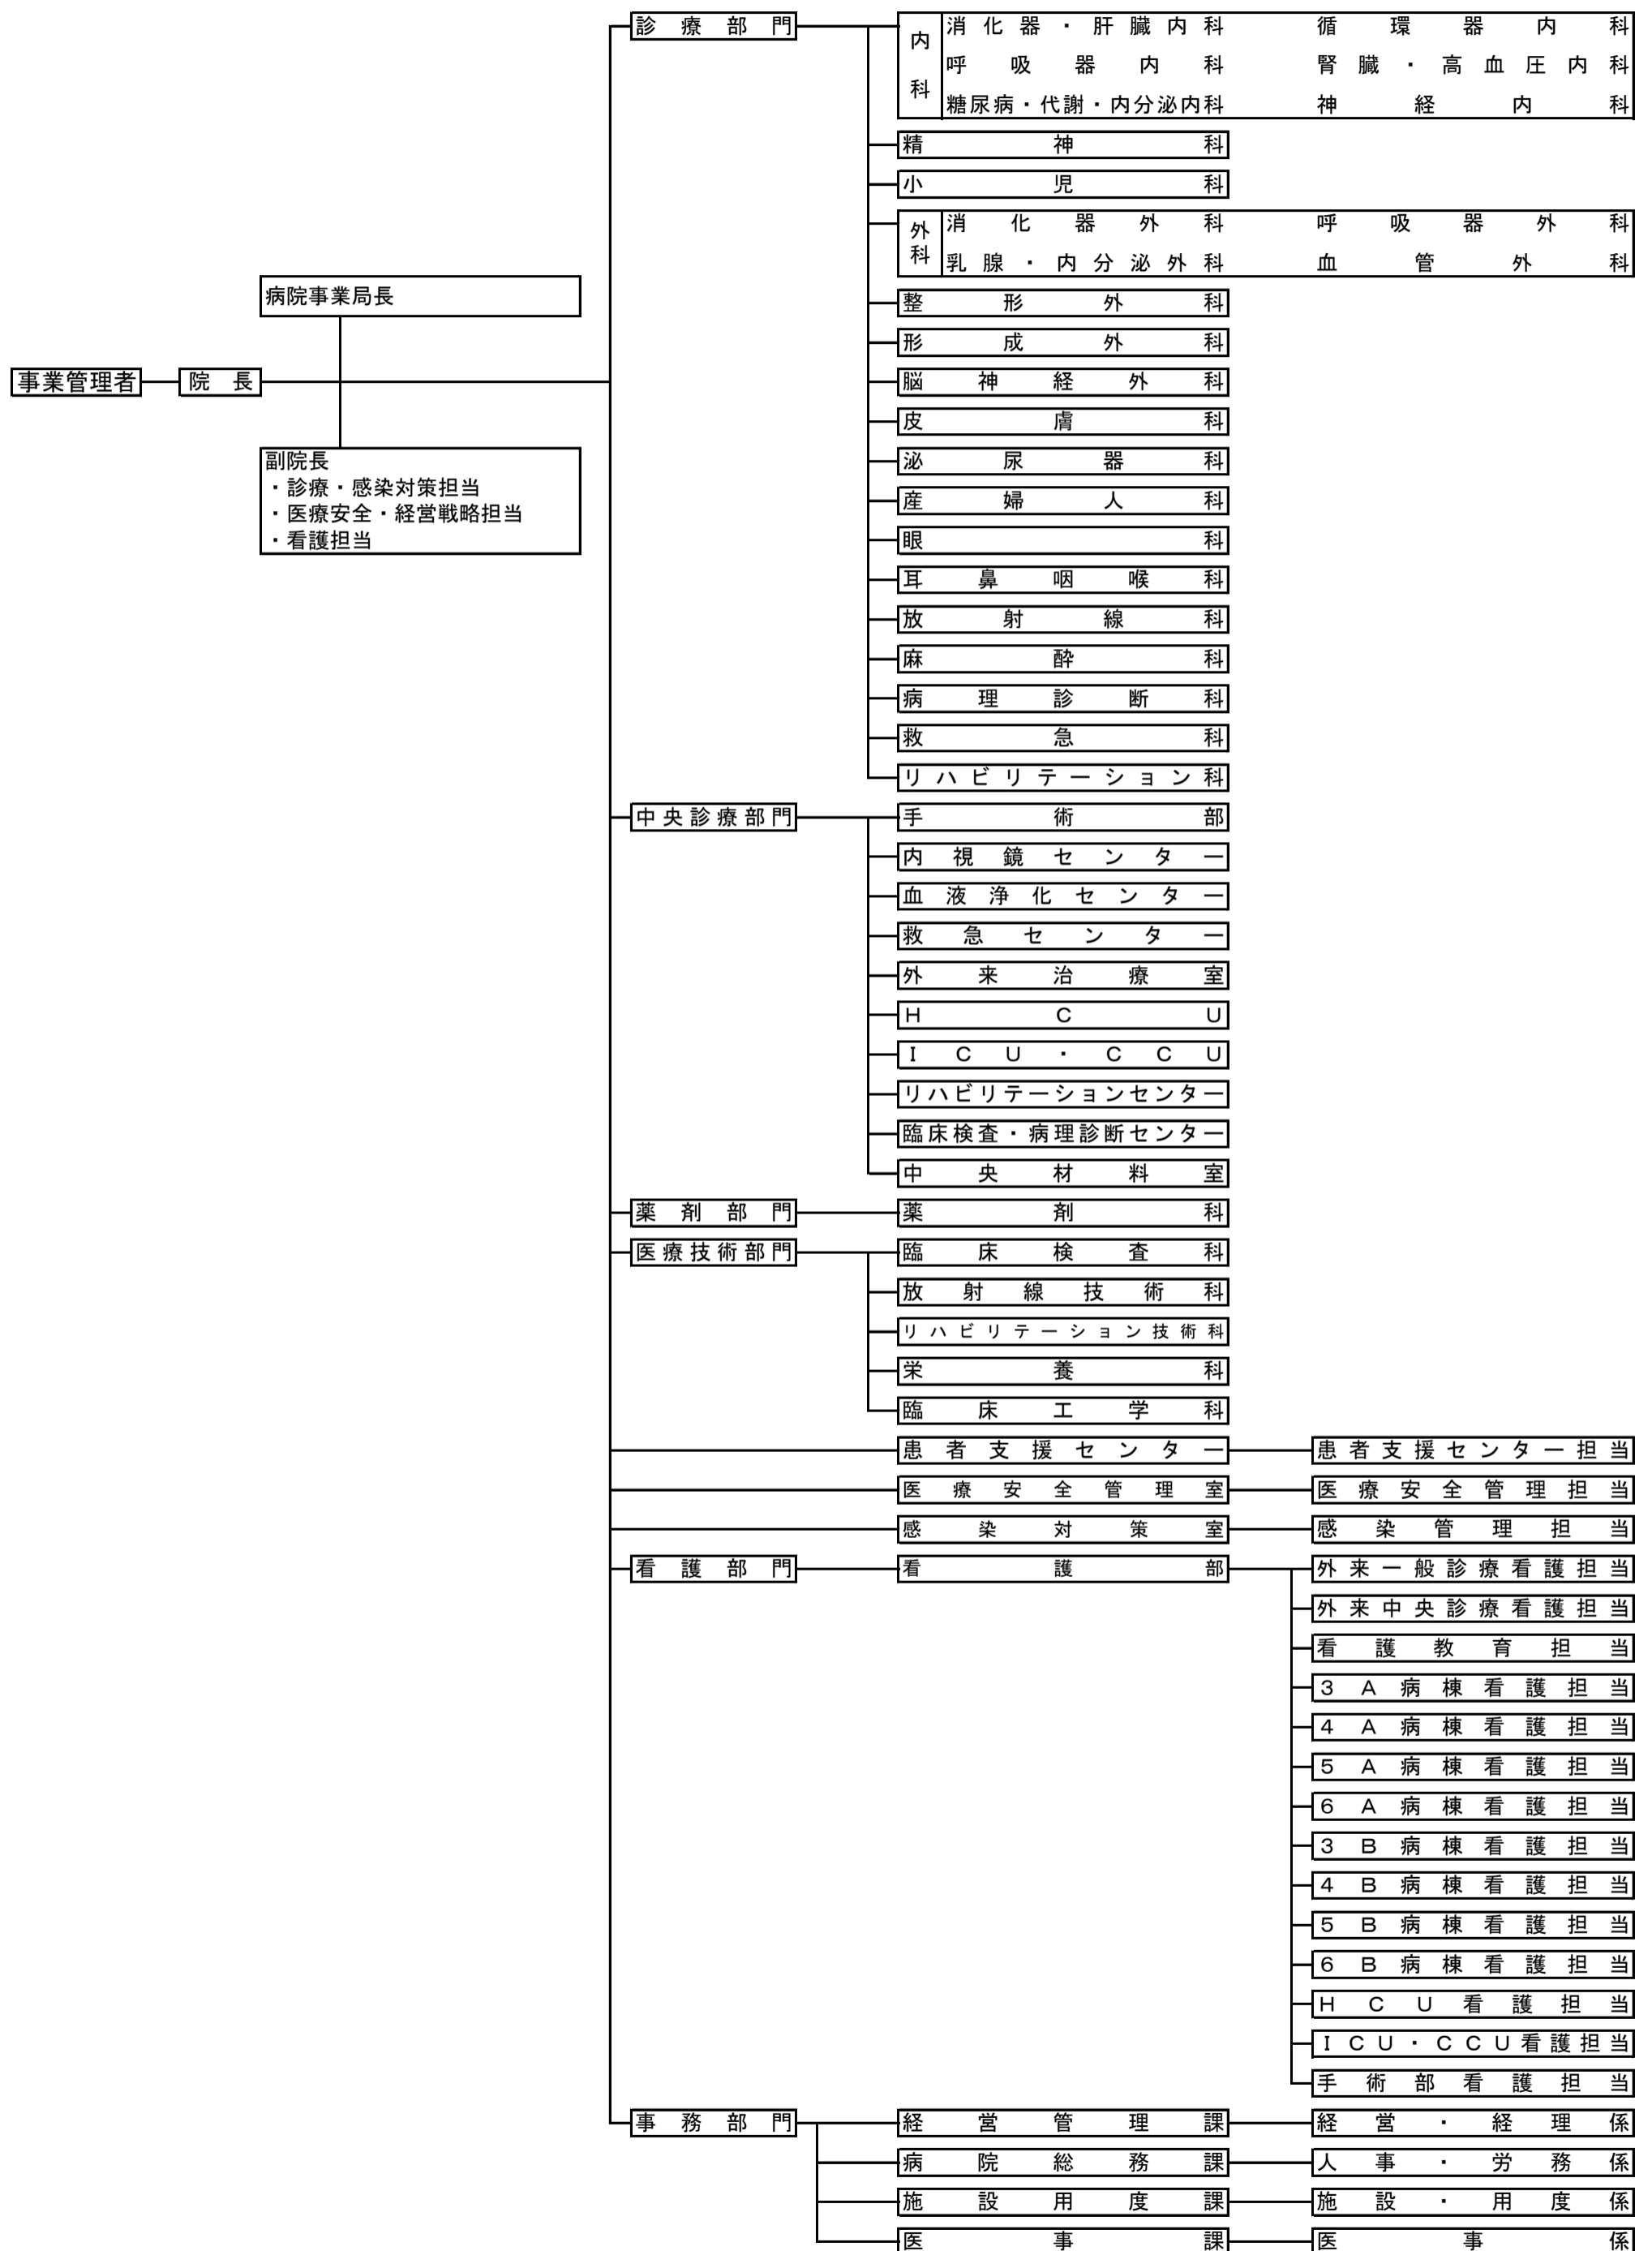 診療部門
内科
消化器・肝臓内科 循環器内科
呼吸器内科 腎臓・高血圧内科
糖尿病・代謝・内分泌内科 神経内科
精神科
小児科
外科
消化器外科 呼吸器外科
乳腺・内分泌外科 血管外科
病院事業局長
整形外科
形成外科
事業管理者 院長
脳神経外科
皮膚科
副院長
・診療・感染対策担当
・医療安全・経営戦略担当
・看護担当
泌尿器科
産婦人科
眼科
耳鼻咽喉科
放射線科
麻酔科
病理診断科
救急科
リハビリテーション科
中央診療部門 手術部
内視鏡センター
血液浄化センター
救急センター
外来治療室
ＨＣＵ
ＩＣＵ・ＣＣＵ
リハビリテーションセンター
臨床検査・病理診断センター
中央材料室
薬剤部門 薬剤科
医療技術部門 臨床検査科
放射線技術科
リハビリテーション技術科
栄養科
臨床工学科
患者支援センター 患者支援センター担当
医療安全管理室 医療安全管理担当
感染対策室 感染管理担当
看護部門 看護部 外来一般診療看護担当
外来中央診療看護担当
看護教育担当
３Ａ病棟看護担当
４Ａ病棟看護担当
５Ａ病棟看護担当
６Ａ病棟看護担当
３Ｂ病棟看護担当
４Ｂ病棟看護担当
５Ｂ病棟看護担当
６Ｂ病棟看護担当
ＨＣＵ看護担当
ＩＣＵ・ＣＣＵ看護担当
手術部看護担当
事務部門 経営管理課 経営・経理係
病院総務課 人事・労務係
施設用度課 施設・用度係
医事課 医事係